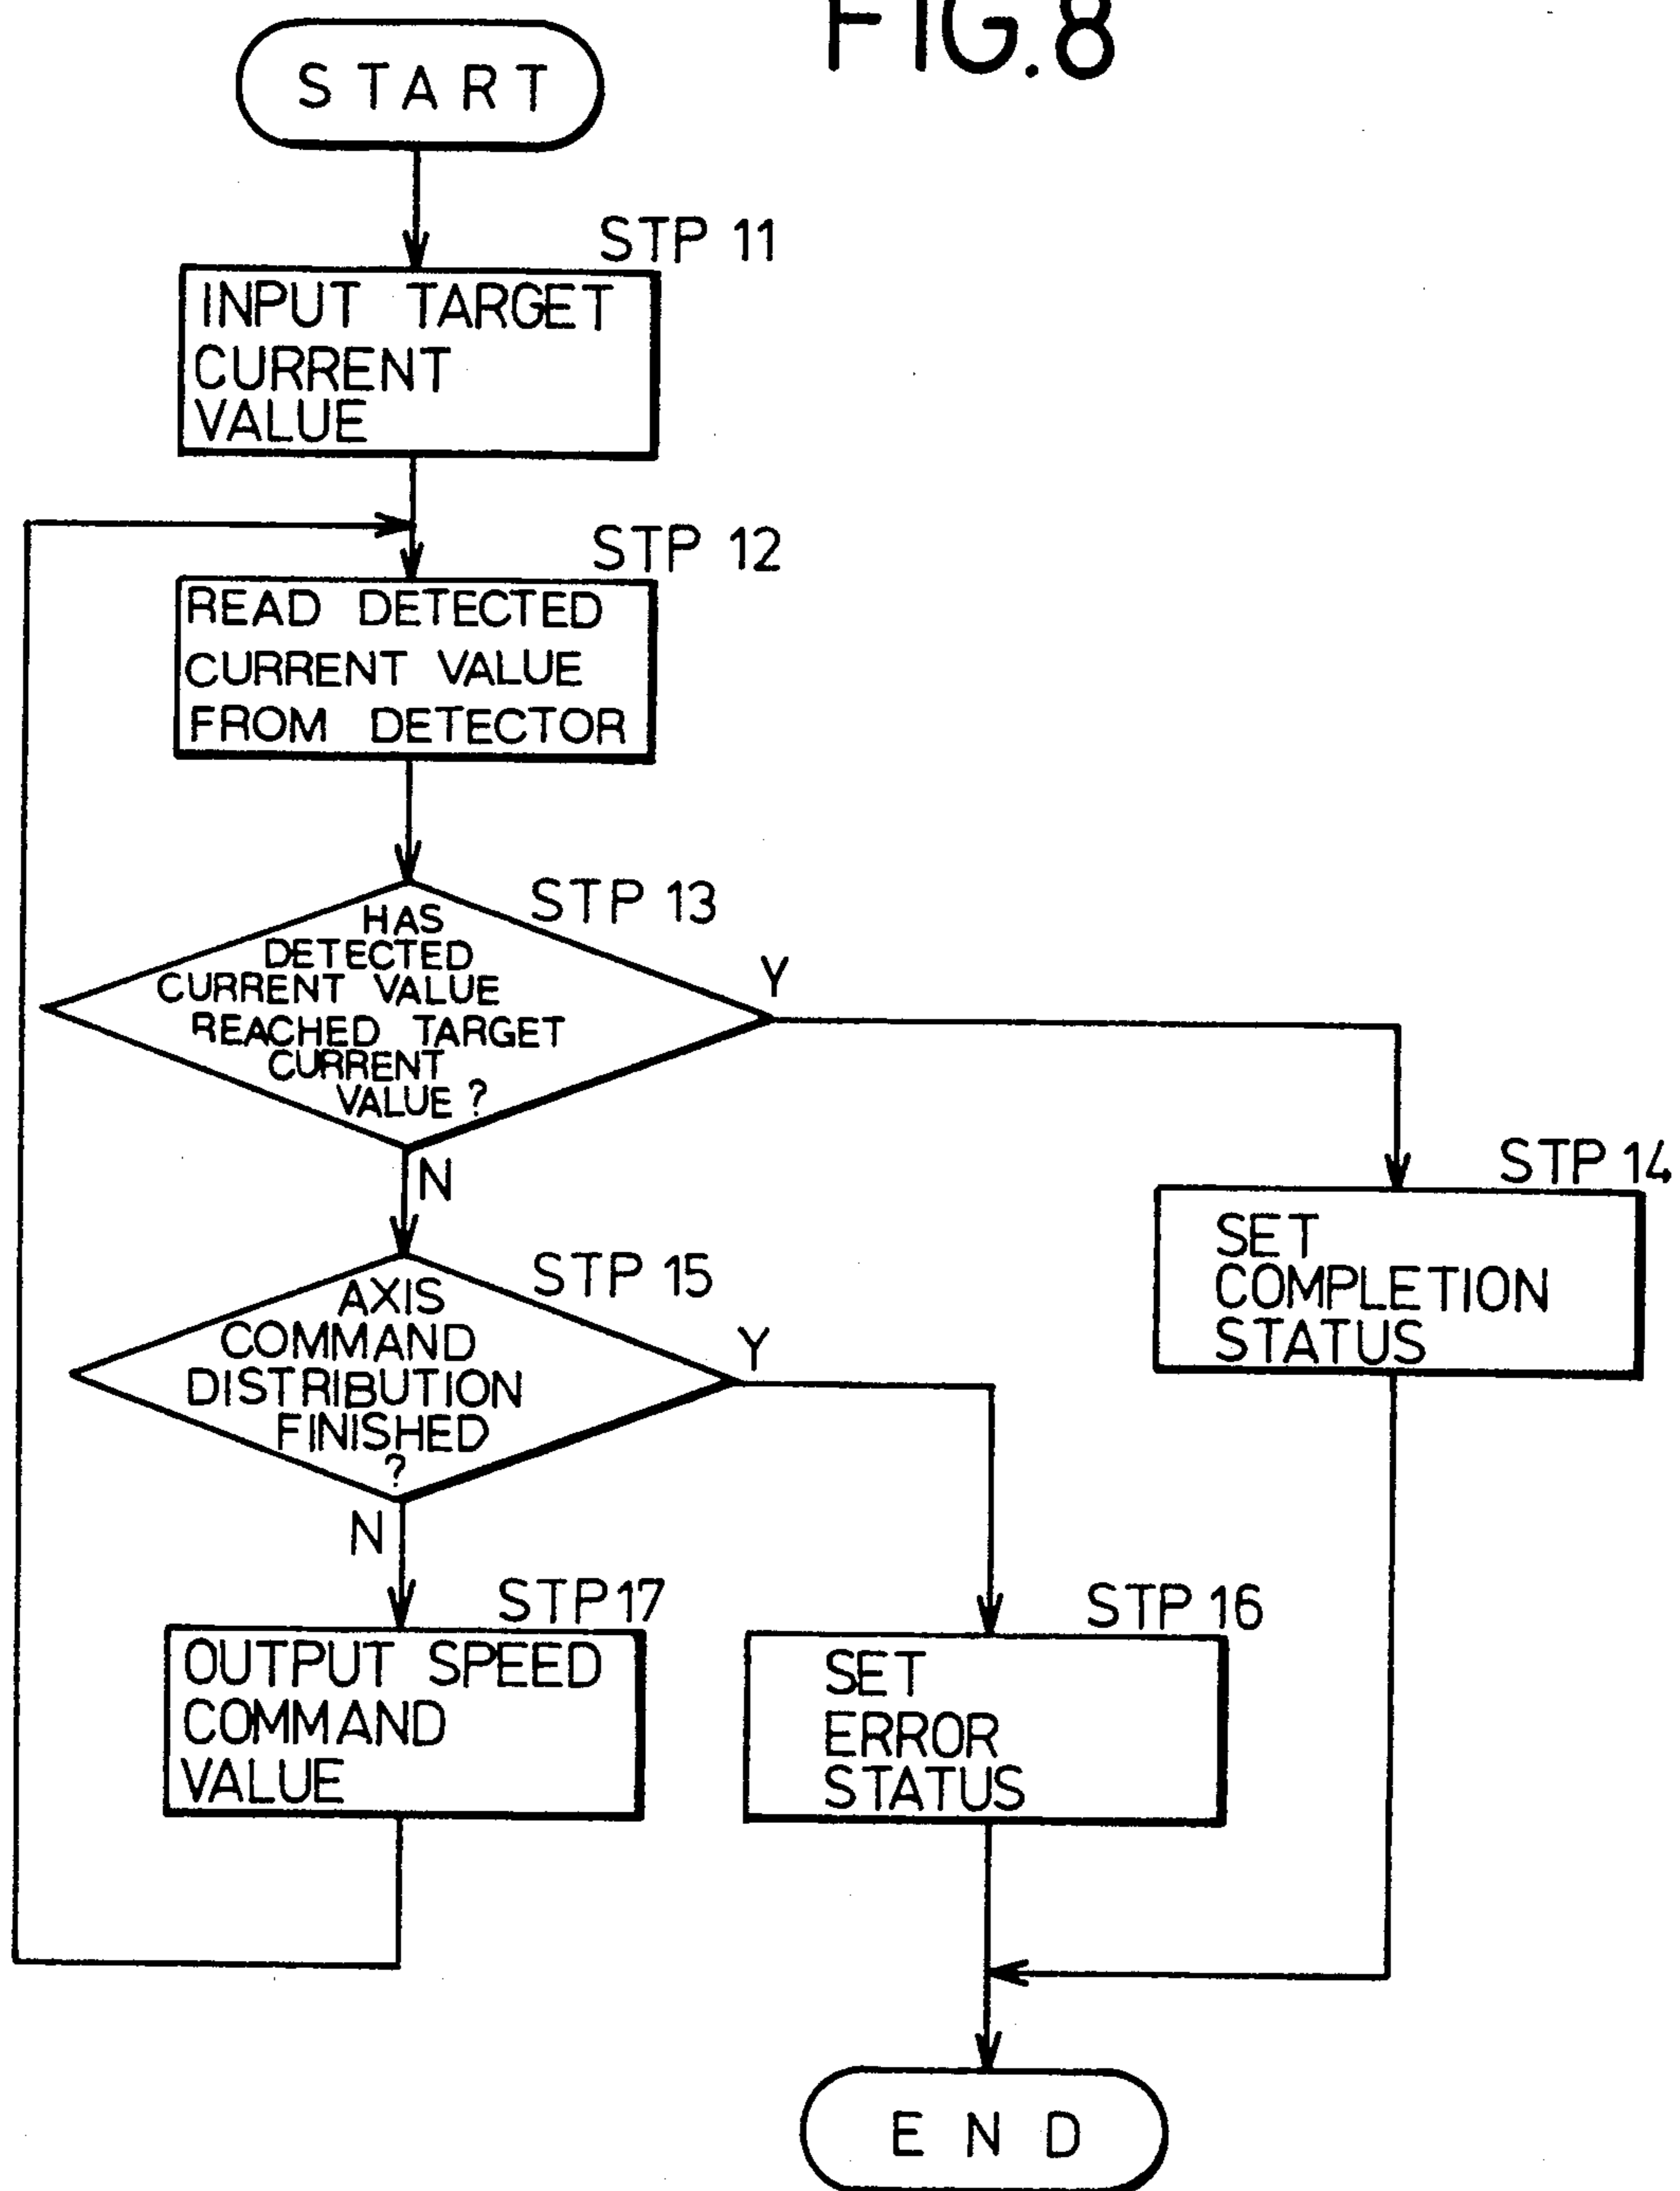 FIG.8
START
STP 11
INPUT TARGET
CURRENT
VALUE
STP 12
READ DETECTED
CURRENT VALUE
FROM DETECTOR
STP 13
HAS
DETECTED
CURRENT VALUE
REACHED TARGET
CURRENT
VALUE ?
Y
N
STP 14
SET
COMPLETION
STATUS
STP 15
AXIS
COMMAND
DISTRIBUTION
FINISHED
?
Y
N
STP 17
OUTPUT SPEED
COMMAND
VALUE
STP 16
SET
ERROR
STATUS
END